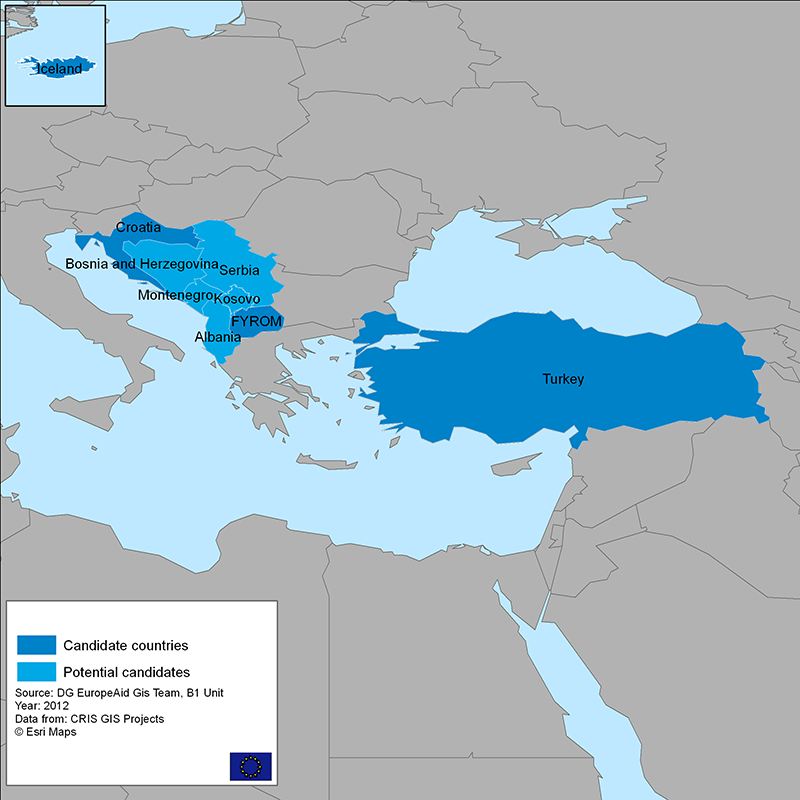 Iceland
Croatia
Bosnia and Herzegovina
Serbia
Montenegro
Kosovo
FYROM
Albania
Turkey
Candidate countries
Potential candidates
Source: DG EuropeAid Gis Team, B1 Unit
Year: 2012
Data from: CRIS GIS Projects
© Esri Maps